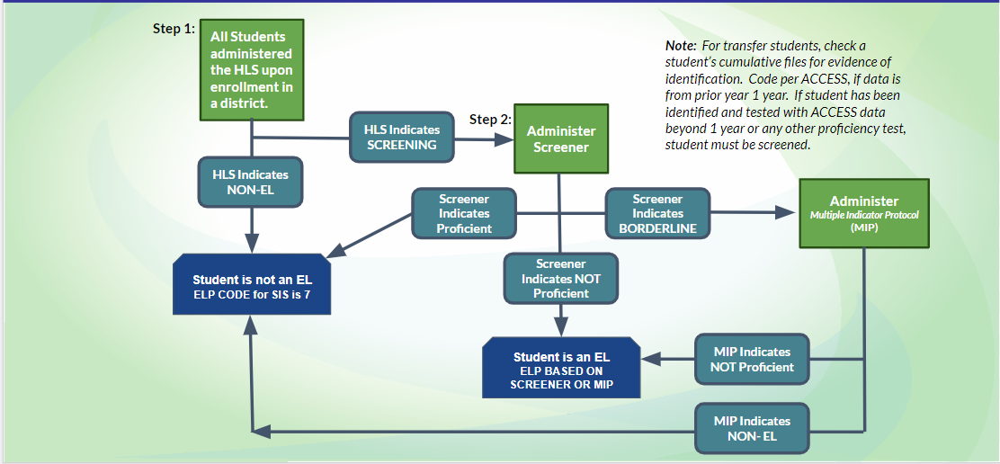 Step 1:
All Students
administered
the HLS upon
enrollment in
a district.
Note: For transfer students, check a
student's cumulative files for evidence of
identification. Code per ACCESS, if data is
from prior year 1 year. If student has been
identified and tested with ACCESS data
beyond 1 year or any other proficiency test,
student must be screened.
HLS Indicates
SCREENING
Step 2:
Administer
Screener
HLS Indicates
NON-EL
Screener
Indicates
Proficient
Screener
Indicates
BORDERLINE
Administer
Multiple Indicator Protocol
(MIP)
Student is not an EL
ELP CODE for SIS is 7
Screener
Indicates NOT
Proficient
Student is an EL
ELP BASED ON
SCREENER OR MIP
MIP Indicates
NOT Proficient
MIP Indicates
NON- EL